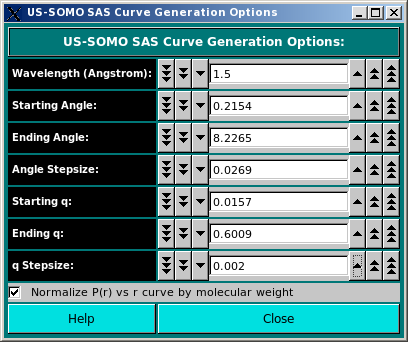 US-SOMO SAS Curve Generation Options
US-SOMO SAS Curve Generation Options:
Wavelength (Angstrom): 1.5
Starting Angle: 0.2154
Ending Angle: 8.2265
Angle Stepsize: 0.0269
Starting q: 0.0157
Ending q: 0.6009
q Stepsize: 0.002
Normalize P(r) vs r curve by molecular weight
Help Close